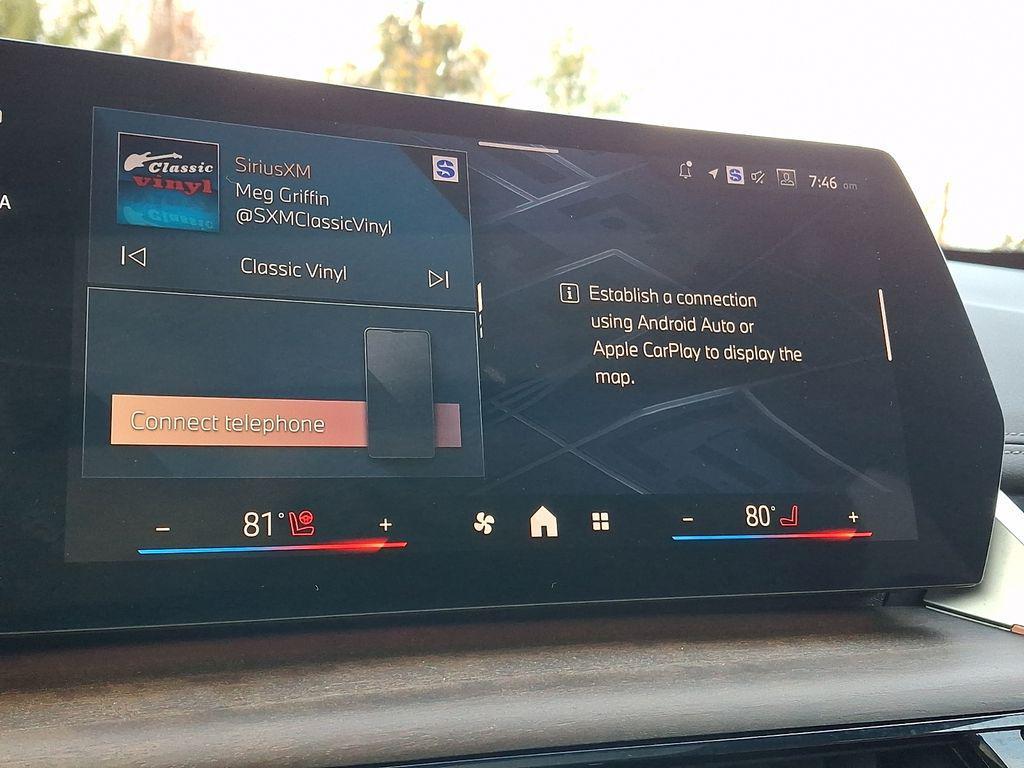 A
Classic
vinyl
SiriusXM
Meg Griffin
@SXMClassicVinyl
Classic Vinyl
Connect telephone
7:46 am
Establish a connection
using Android Auto or
Apple CarPlay to display the
map.
- 81° +
- 80° +